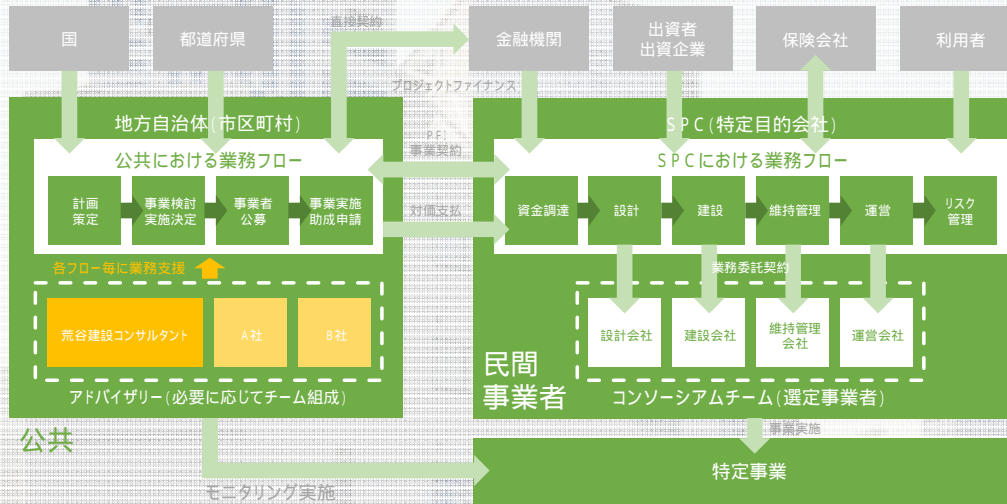 国
都道府県
直接契約
金融機関
出資者
出資企業
保険会社
利用者
プロジェクトファイナンス
地方自治体(市区町村)
公共における業務フロー
計画
策定
事業検討
実施決定
事業者
公募
事業実施
助成申請
各フロー毎に業務支援
荒谷建設コンサルタント
A社
B社
アドバイザリー(必要に応じてチーム組成)
公共
PFI
事業契約
対価支払
SPC(特定目的会社)
SPCにおける業務フロー
資金調達
設計
建設
維持管理
運営
リスク
管理
業務委託契約
設計会社
建設会社
維持管理
会社
運営会社
民間
事業者
コンソーシアムチーム(選定事業者)
事業実施
特定事業
モニタリング実施